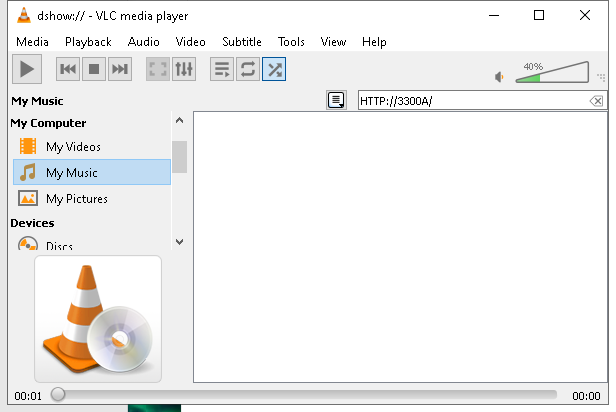 dshow:// - VLC media player
Media Playback Audio Video Subtitle Tools View Help
40%
My Music
HTTP://3300A/
My Computer
My Videos
My Music
My Pictures
Devices
Discs
00:01
00:00